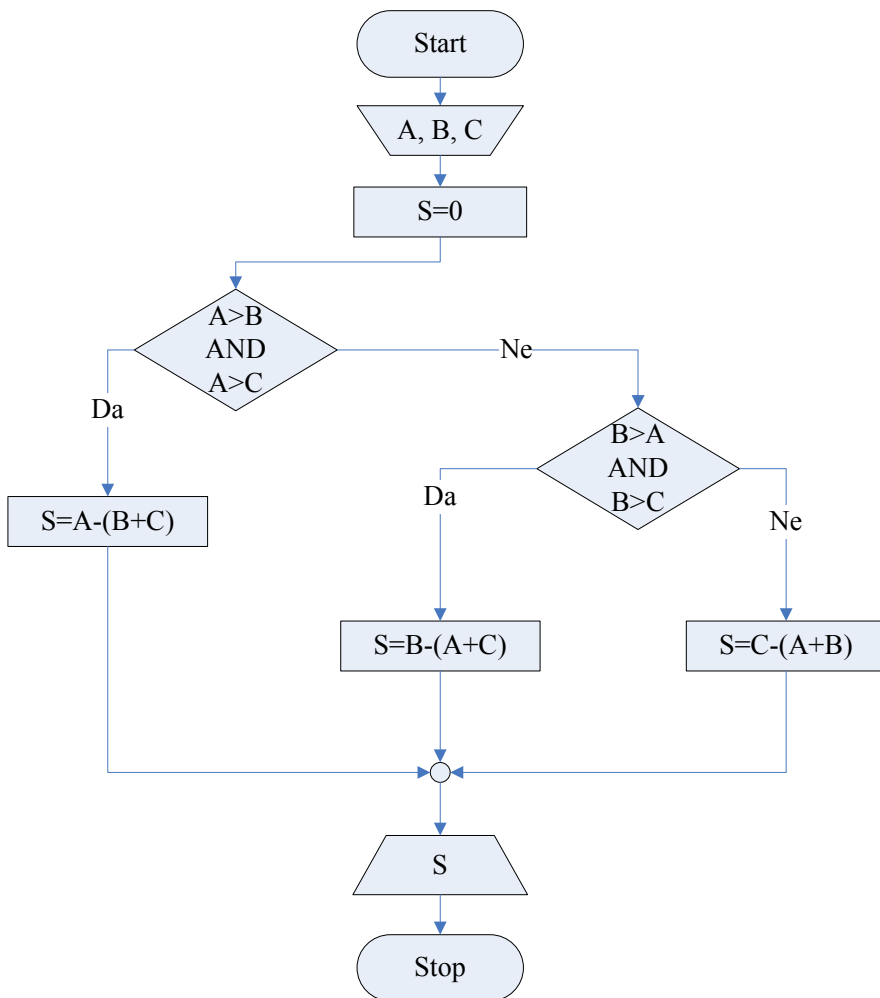 Start
A, B, C
S=0
A>B
AND
A>C
Ne
Da
B>A
AND
B>C
Da
Ne
S=A-(B+C)
S=B-(A+C)
S=C-(A+B)
S
Stop